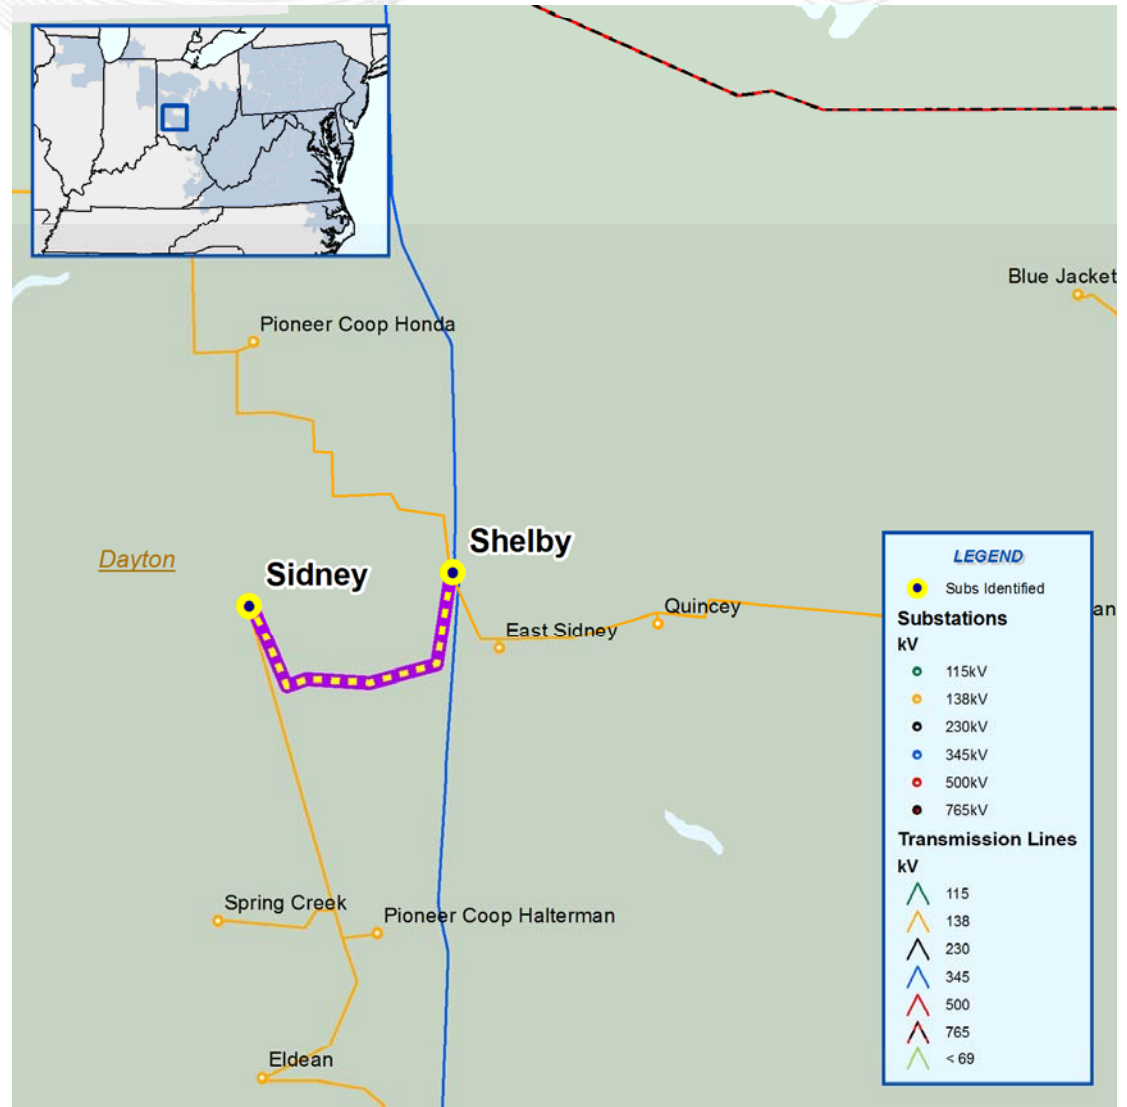 Blue Jacket
Pioneer Coop Honda
Shelby
Dayton
Sidney
Quincey
East Sidney
Spring Creek
Pioneer Coop Halterman
Eldean
LEGEND
Subs Identified
Substations
kV
115kV
138kV
230kV
345kV
500kV
765kV
Transmission Lines
kV
115
138
230
345
500
765
< 69